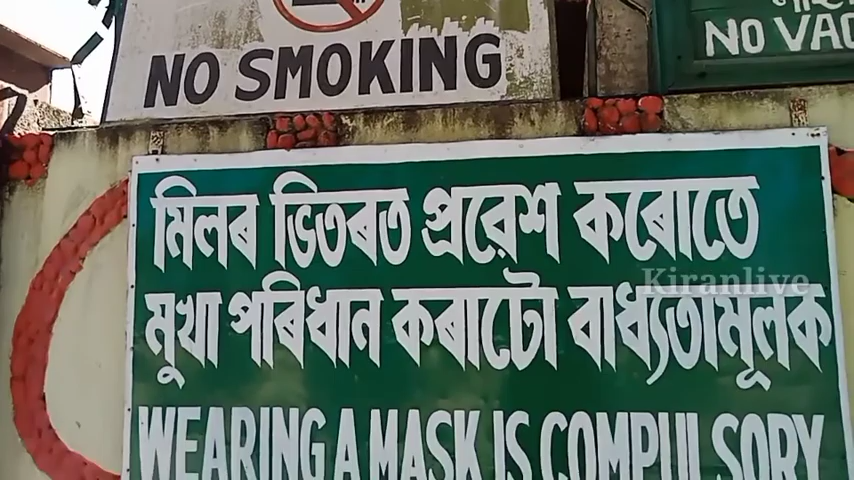 NO SMOKING
NO VAC
মিলৰ ভিতৰত প্ৰৱেশ কৰোতে
মুখা পৰিধান কৰাটো বাধ্যতামূলক
Kiranlive
WEARING A MASK IS COMPULSORY